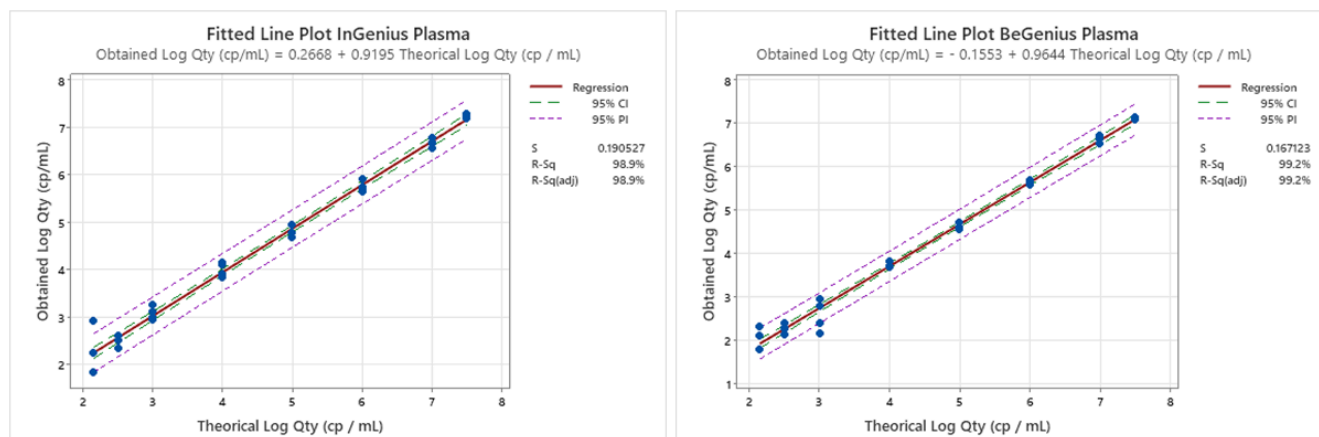 Fitted Line Plot InGenius Plasma
Obtained Log Qty (cp/mL) = 0.2668 + 0.9195 Theorical Log Qty (cp / mL)
8
7
6
5
4
3
2
Obtained Log Qty (cp/mL)
2 3 4 5 6 7 8
Theorical Log Qty (cp / mL)
Regression
95% CI
95% PI
S 0.190527
R-Sq 98.9%
R-Sq(adj) 98.9%
Fitted Line Plot BeGenius Plasma
Obtained Log Qty (cp/mL) = - 0.1553 + 0.9644 Theorical Log Qty (cp / mL)
8
7
6
5
4
3
2
1
Obtained Log Qty (cp/mL)
2 3 4 5 6 7 8
Theorical Log Qty (cp / mL)
Regression
95% CI
95% PI
S 0.167123
R-Sq 99.2%
R-Sq(adj) 99.2%